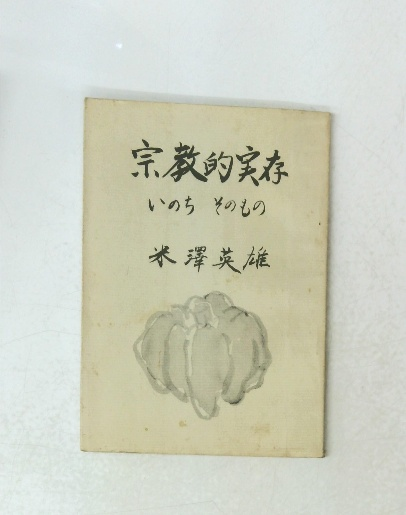 宗教的実存
いのち そのもの
米澤英雄